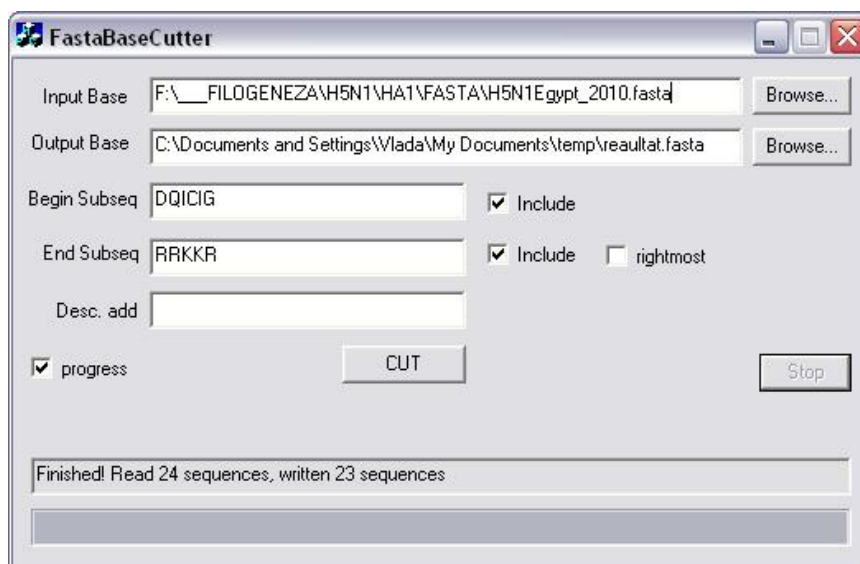 FastaBaseCutter
Input Base F:\___FILOGENEZA\H5N1\HA1\FASTA\H5N1Egypt_2010.fasta Browse...
Output Base C:\Documents and Settings\Vlada\My Documents\temp\reaultat.fasta Browse...
Begin Subseq DQICIG Include
End Subseq RRKKR Include rightmost
Desc. add
progress CUT Stop
Finished! Read 24 sequences, written 23 sequences